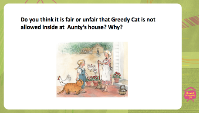 Do you think it is fair or unfair that Greedy Cat is not
allowed inside at Aunty's house? Why?